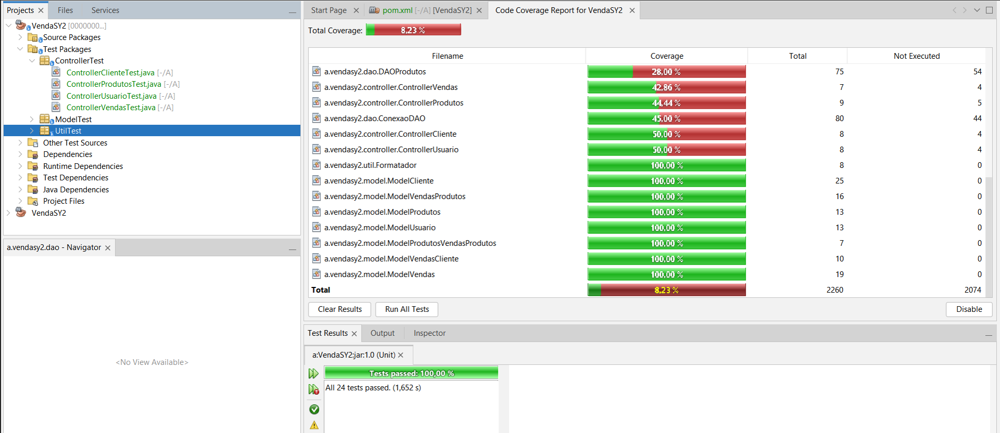 Projects
Files
Services
VendaSY2 [0000000...]
Source Packages
Test Packages
ControllerTest
ControllerClienteTest.java [-/A]
ControllerProdutosTest.java [-/A]
ControllerUsuarioTest.java [-/A]
ControllerVendasTest.java [-/A]
ModelTest
UtilTest
Other Test Sources
Dependencies
Runtime Dependencies
Test Dependencies
Java Dependencies
Project Files
VendaSY2
a.vendasy2.dao - Navigator
<No View Available>
Start Page
pom.xml [-/A] [VendaSY2]
Code Coverage Report for VendaSY2
Total Coverage: 8,23 %
Filename Coverage Total Not Executed
a.vendasy2.dao.DAOProdutos 28,00 % 75 54
a.vendasy2.controller.ControllerVendas 42,86 % 7 4
a.vendasy2.controller.ControllerProdutos 44,44 % 9 5
a.vendasy2.dao.ConexaoDAO 45,00 % 80 44
a.vendasy2.controller.ControllerCliente 50,00 % 8 4
a.vendasy2.controller.ControllerUsuario 50,00 % 8 4
a.vendasy2.util.Formatador 100,00 % 8 0
a.vendasy2.model.ModelCliente 100,00 % 25 0
a.vendasy2.model.ModelVendasProdutos 100,00 % 16 0
a.vendasy2.model.ModelProdutos 100,00 % 13 0
a.vendasy2.model.ModelUsuario 100,00 % 13 0
a.vendasy2.model.ModelProdutosVendasProdutos 100,00 % 7 0
a.vendasy2.model.ModelVendasCliente 100,00 % 10 0
a.vendasy2.model.ModelVendas 100,00 % 19 0
Total 8,23 % 2260 2074
Clear Results
Run All Tests
Disable
Test Results
Output
Inspector
a:VendaSY2:jar:1.0 (Unit)
Tests passed: 100,00 %
All 24 tests passed. (1,652 s)